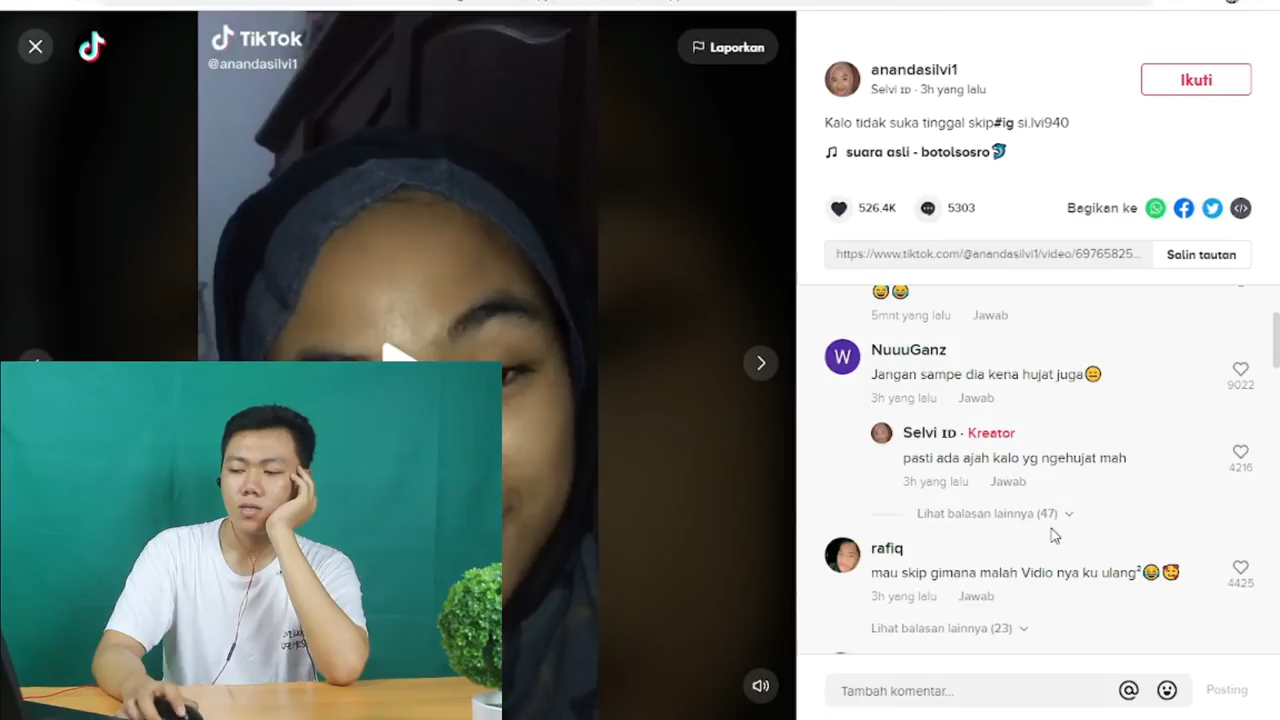 TikTok
@anandasilvi1
Laporkan
anandasilvi1
Selvi ɪᴅ · 3h yang lalu
Ikuti
Kalo tidak suka tinggal skip#ig si.lvi940
♫ suara asli - botolsosro🐬
526.4K
5303
Bagikan ke
https://www.tiktok.com/@anandasilvi1/video/69765825...
Salin tautan
😅😂
5mnt yang lalu Jawab
W
NuuuGanz
Jangan sampe dia kena hujat juga😑
9022
3h yang lalu Jawab
Selvi ɪᴅ · Kreator
pasti ada ajah kalo yg ngehujat mah
4216
3h yang lalu Jawab
Lihat balasan lainnya (47)
rafiq
mau skip gimana malah Vidio nya ku ulang²😂🥰
4425
3h yang lalu Jawab
Lihat balasan lainnya (23)
Tambah komentar...
@
Posting